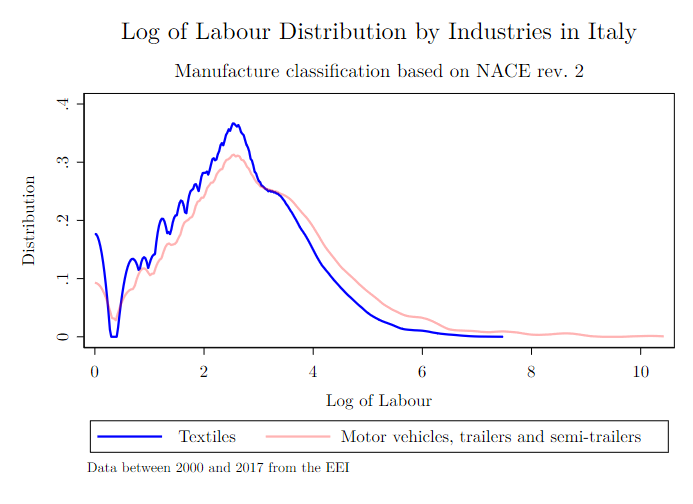 Log of Labour Distribution by Industries in Italy
Manufacture classification based on NACE rev. 2
.4
.3
.2
.1
0
Distribution
0 2 4 6 8 10
Log of Labour
Textiles Motor vehicles, trailers and semi-trailers
Data between 2000 and 2017 from the EEI